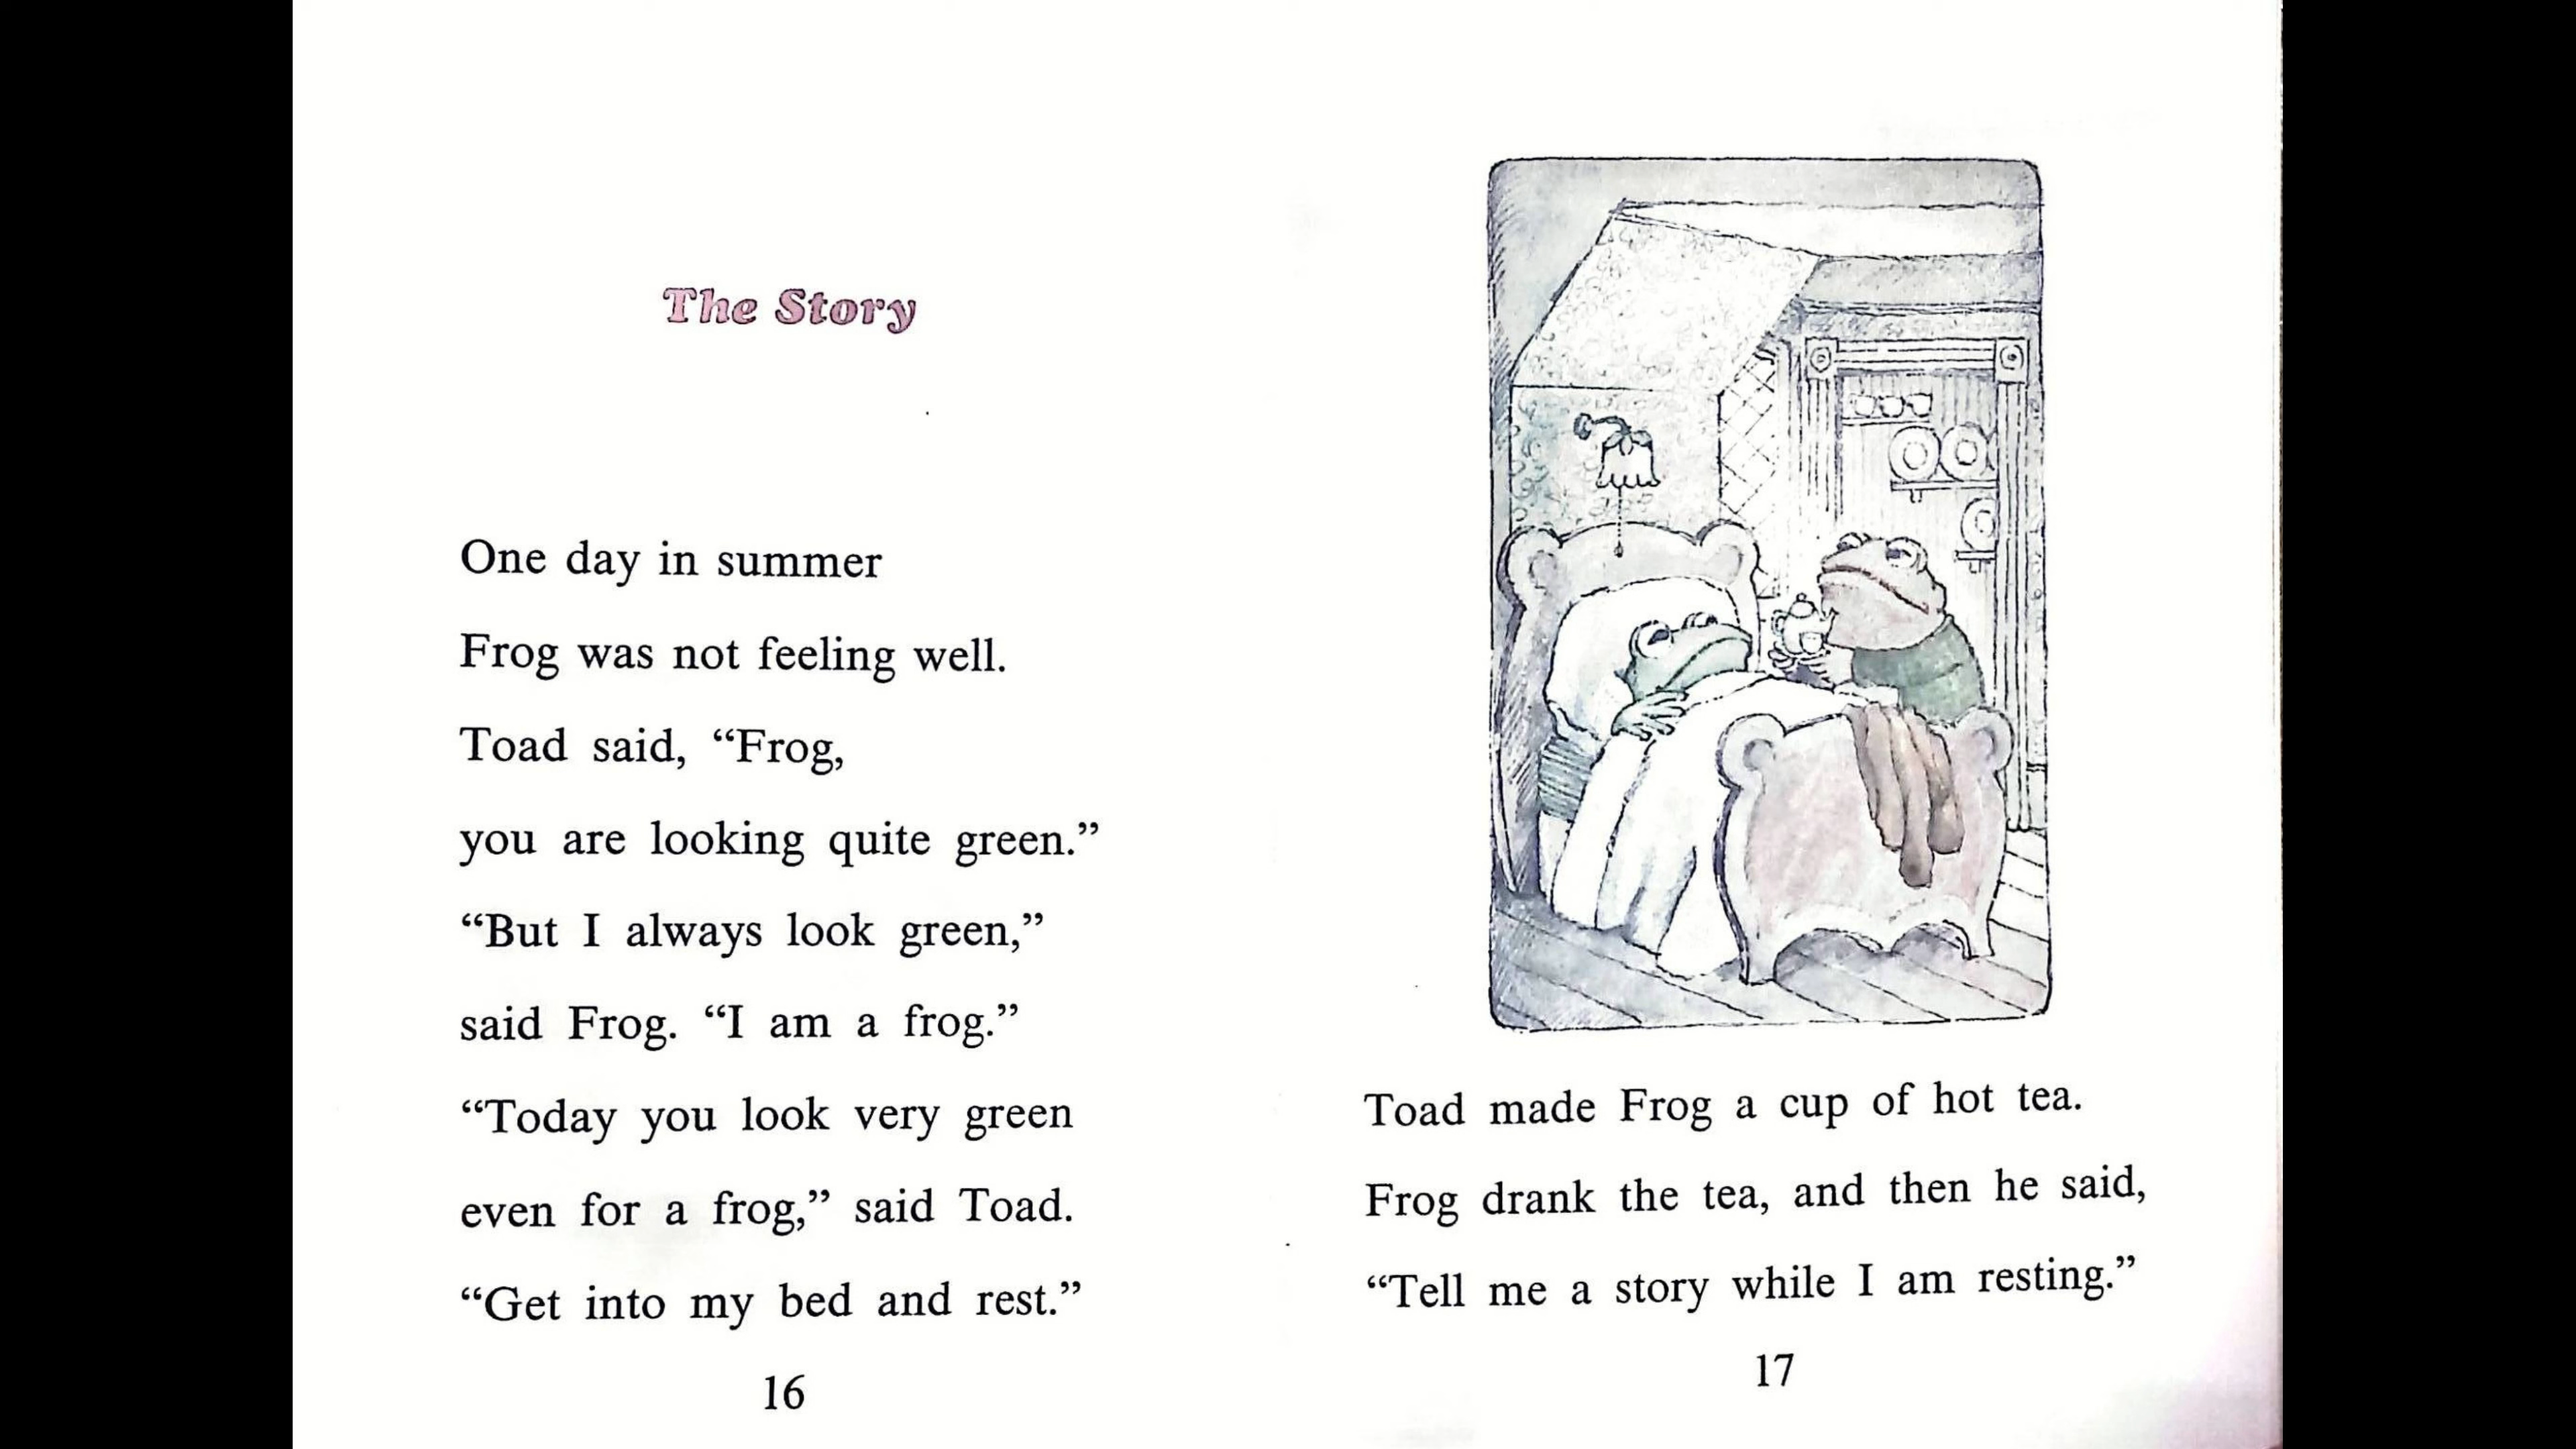 The Story
One day in summer
Frog was not feeling well.
Toad said, “Frog,
you are looking quite green.”
“But I always look green,”
said Frog. “I am a frog.”
“Today you look very green
even for a frog,” said Toad.
“Get into my bed and rest.”
16
Toad made Frog a cup of hot tea.
Frog drank the tea, and then he said,
“Tell me a story while I am resting.”
17